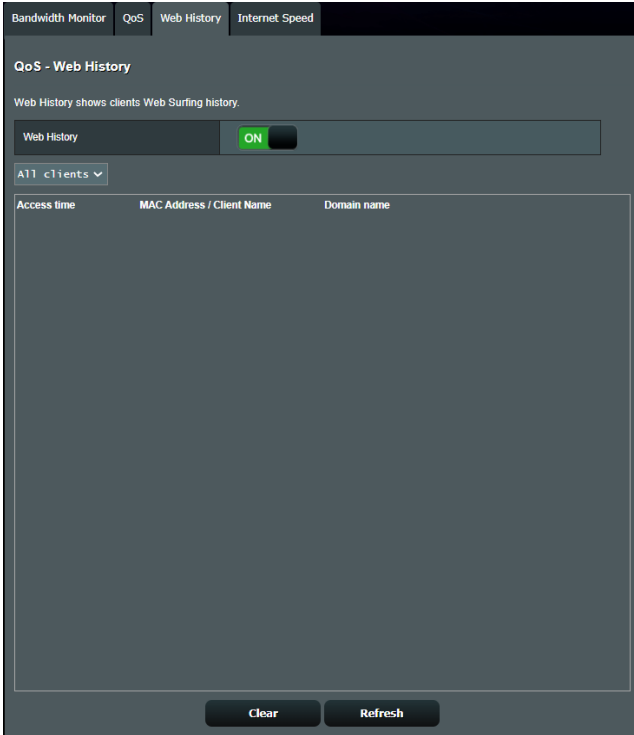 Bandwidth Monitor QoS Web History Internet Speed
QoS - Web History
Web History shows clients Web Surfing history.
Web History ON
All clients
Access time MAC Address / Client Name Domain name
Clear Refresh